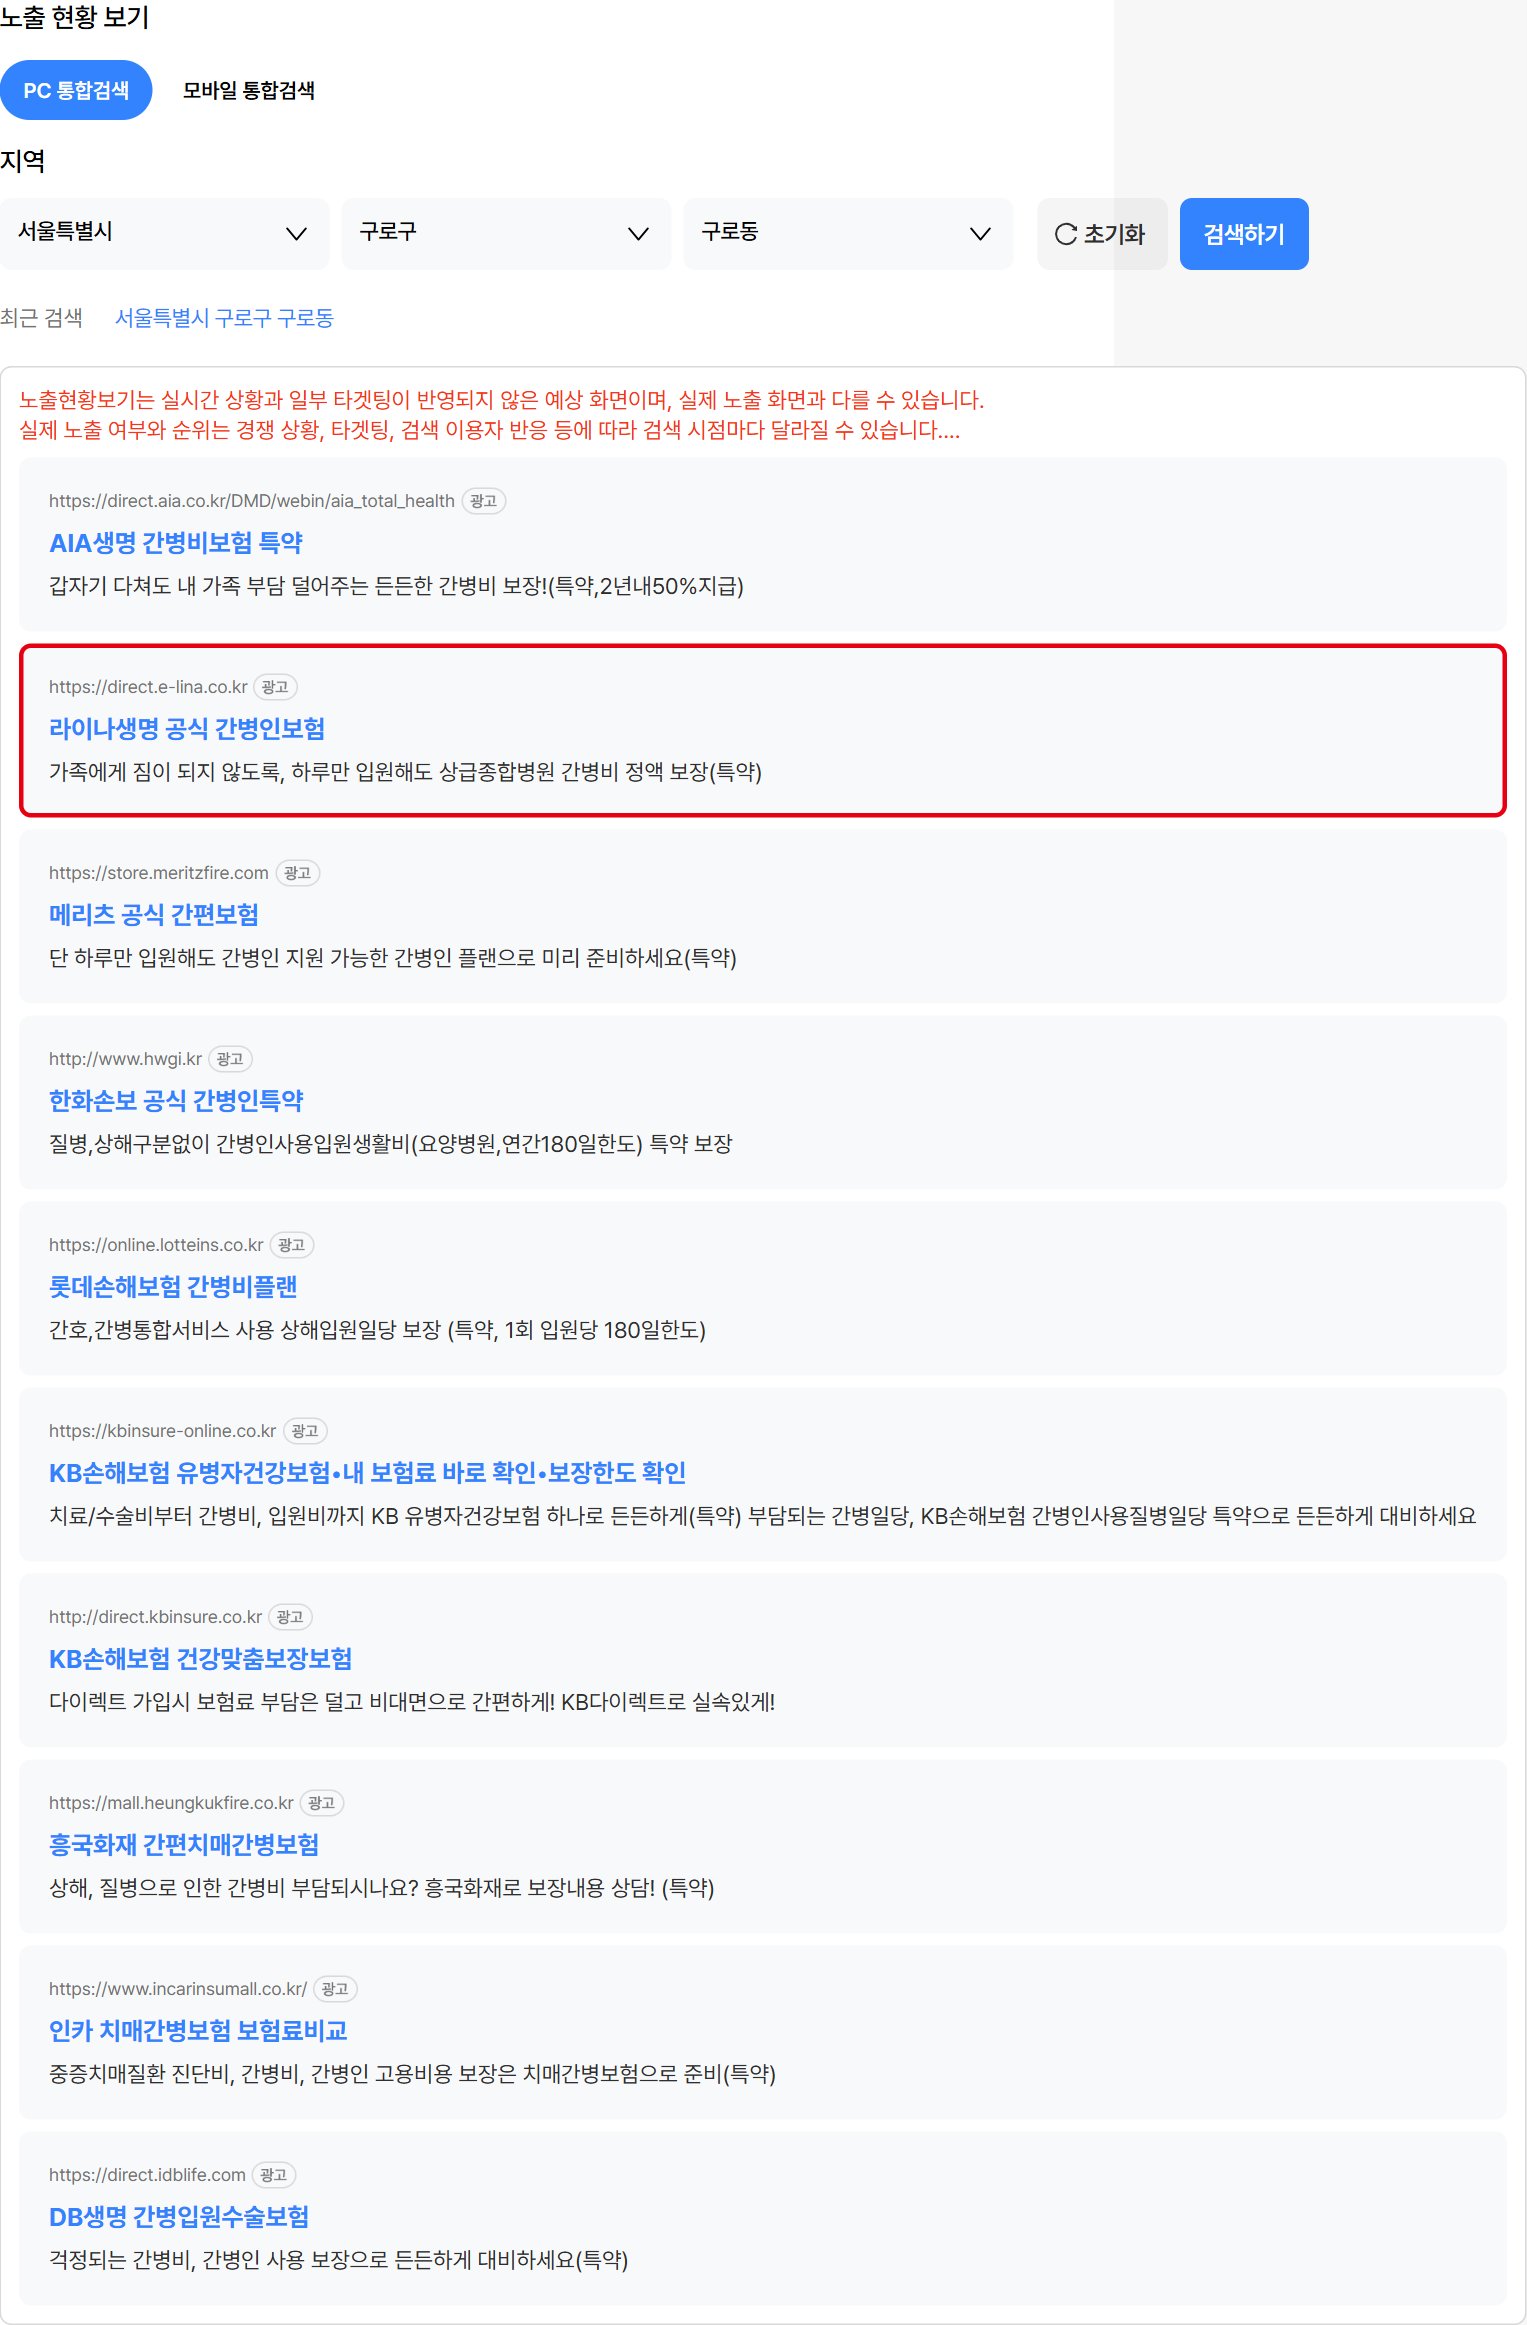 노출 현황 보기
PC 통합검색 모바일 통합검색
지역
서울특별시 구로구 구로동 초기화 검색하기
최근 검색 서울특별시 구로구 구로동
노출현황보기는 실시간 상황과 일부 타겟팅이 반영되지 않은 예상 화면이며, 실제 노출 화면과 다를 수 있습니다.
실제 노출 여부와 순위는 경쟁 상황, 타겟팅, 검색 이용자 반응 등에 따라 검색 시점마다 달라질 수 있습니다....
https://direct.aia.co.kr/DMD/webin/aia_total_health 광고
AIA생명 간병비보험 특약
갑자기 다쳐도 내 가족 부담 덜어주는 든든한 간병비 보장!(특약,2년내50%지급)
https://direct.e-lina.co.kr 광고
라이나생명 공식 간병인보험
가족에게 짐이 되지 않도록, 하루만 입원해도 상급종합병원 간병비 정액 보장(특약)
https://store.meritzfire.com 광고
메리츠 공식 간편보험
단 하루만 입원해도 간병인 지원 가능한 간병인 플랜으로 미리 준비하세요(특약)
http://www.hwgi.kr 광고
한화손보 공식 간병인특약
질병,상해구분없이 간병인사용입원생활비(요양병원,연간180일한도) 특약 보장
https://online.lotteins.co.kr 광고
롯데손해보험 간병비플랜
간호,간병통합서비스 사용 상해입원일당 보장 (특약, 1회 입원당 180일한도)
https://kbinsure-online.co.kr 광고
KB손해보험 유병자건강보험•내 보험료 바로 확인•보장한도 확인
치료/수술비부터 간병비, 입원비까지 KB 유병자건강보험 하나로 든든하게(특약) 부담되는 간병일당, KB손해보험 간병인사용질병일당 특약으로 든든하게 대비하세요
http://direct.kbinsure.co.kr 광고
KB손해보험 건강맞춤보장보험
다이렉트 가입시 보험료 부담은 덜고 비대면으로 간편하게! KB다이렉트로 실속있게!
https://mall.heungkukfire.co.kr 광고
흥국화재 간편치매간병보험
상해, 질병으로 인한 간병비 부담되시나요? 흥국화재로 보장내용 상담! (특약)
https://www.incarinsumall.co.kr/ 광고
인카 치매간병보험 보험료비교
중증치매질환 진단비, 간병비, 간병인 고용비용 보장은 치매간병보험으로 준비(특약)
https://direct.idblife.com 광고
DB생명 간병입원수술보험
걱정되는 간병비, 간병인 사용 보장으로 든든하게 대비하세요(특약)